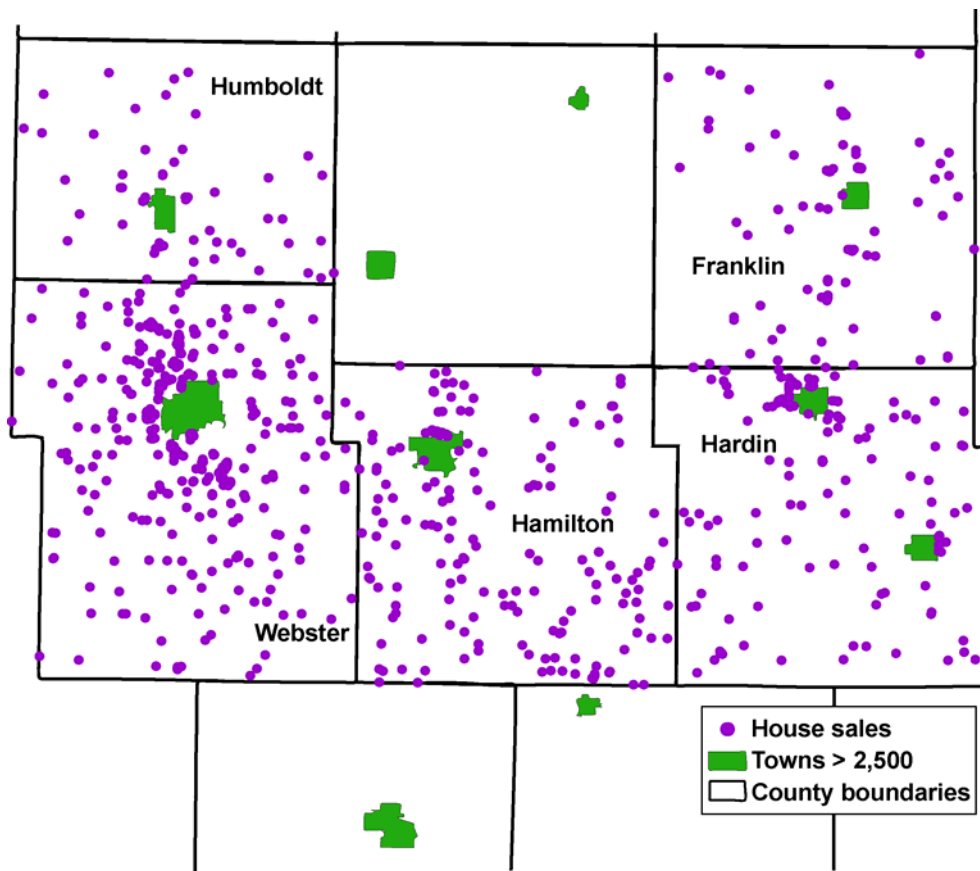 Humboldt
Franklin
Hardin
Hamilton
Webster
House sales
Towns > 2,500
County boundaries